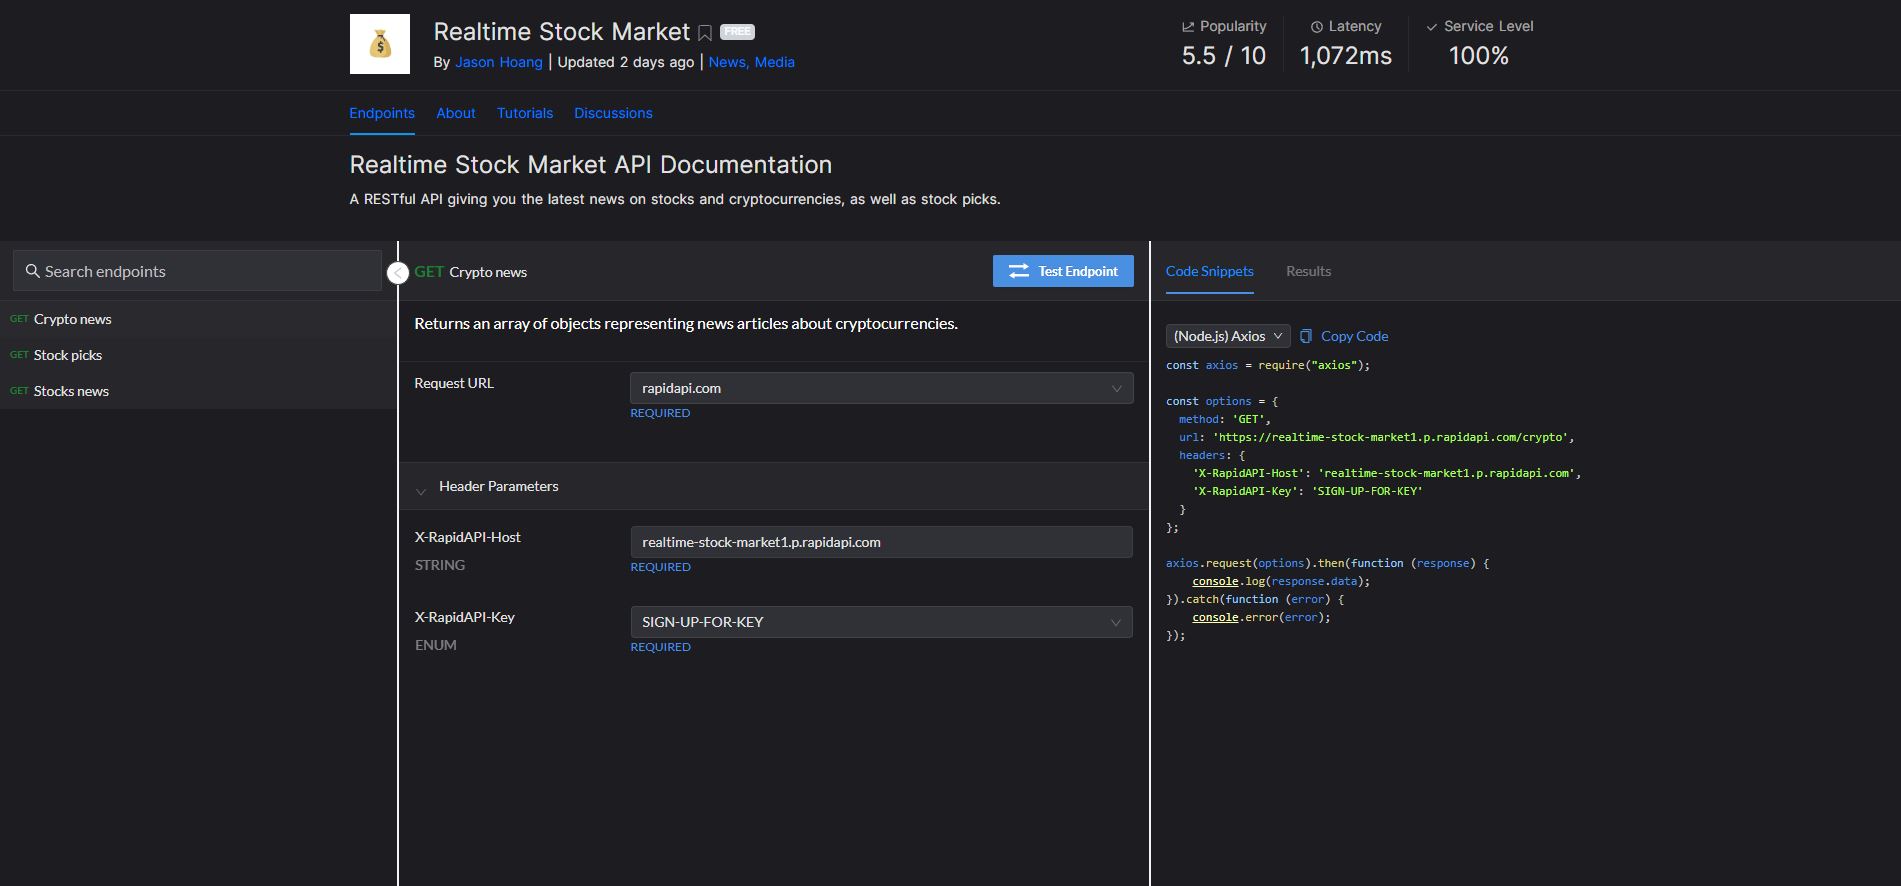 Realtime Stock Market FREE
By Jason Hoang | Updated 2 days ago | News, Media
Popularity
5.5 / 10
Latency
1,072ms
Service Level
100%
Endpoints About Tutorials Discussions
Realtime Stock Market API Documentation
A RESTful API giving you the latest news on stocks and cryptocurrencies, as well as stock picks.
Search endpoints
GET Crypto news
GET Stock picks
GET Stocks news
GET Crypto news
Test Endpoint
Returns an array of objects representing news articles about cryptocurrencies.
Request URL
rapidapi.com
REQUIRED
Header Parameters
X-RapidAPI-Host
STRING
realtime-stock-market1.p.rapidapi.com
REQUIRED
X-RapidAPI-Key
ENUM
SIGN-UP-FOR-KEY
REQUIRED
Code Snippets Results
(Node.js) Axios Copy Code
const axios = require("axios");
const options = {
  method: 'GET',
  url: 'https://realtime-stock-market1.p.rapidapi.com/crypto',
  headers: {
    'X-RapidAPI-Host': 'realtime-stock-market1.p.rapidapi.com',
    'X-RapidAPI-Key': 'SIGN-UP-FOR-KEY'
  }
};
axios.request(options).then(function (response) {
    console.log(response.data);
}).catch(function (error) {
    console.error(error);
});